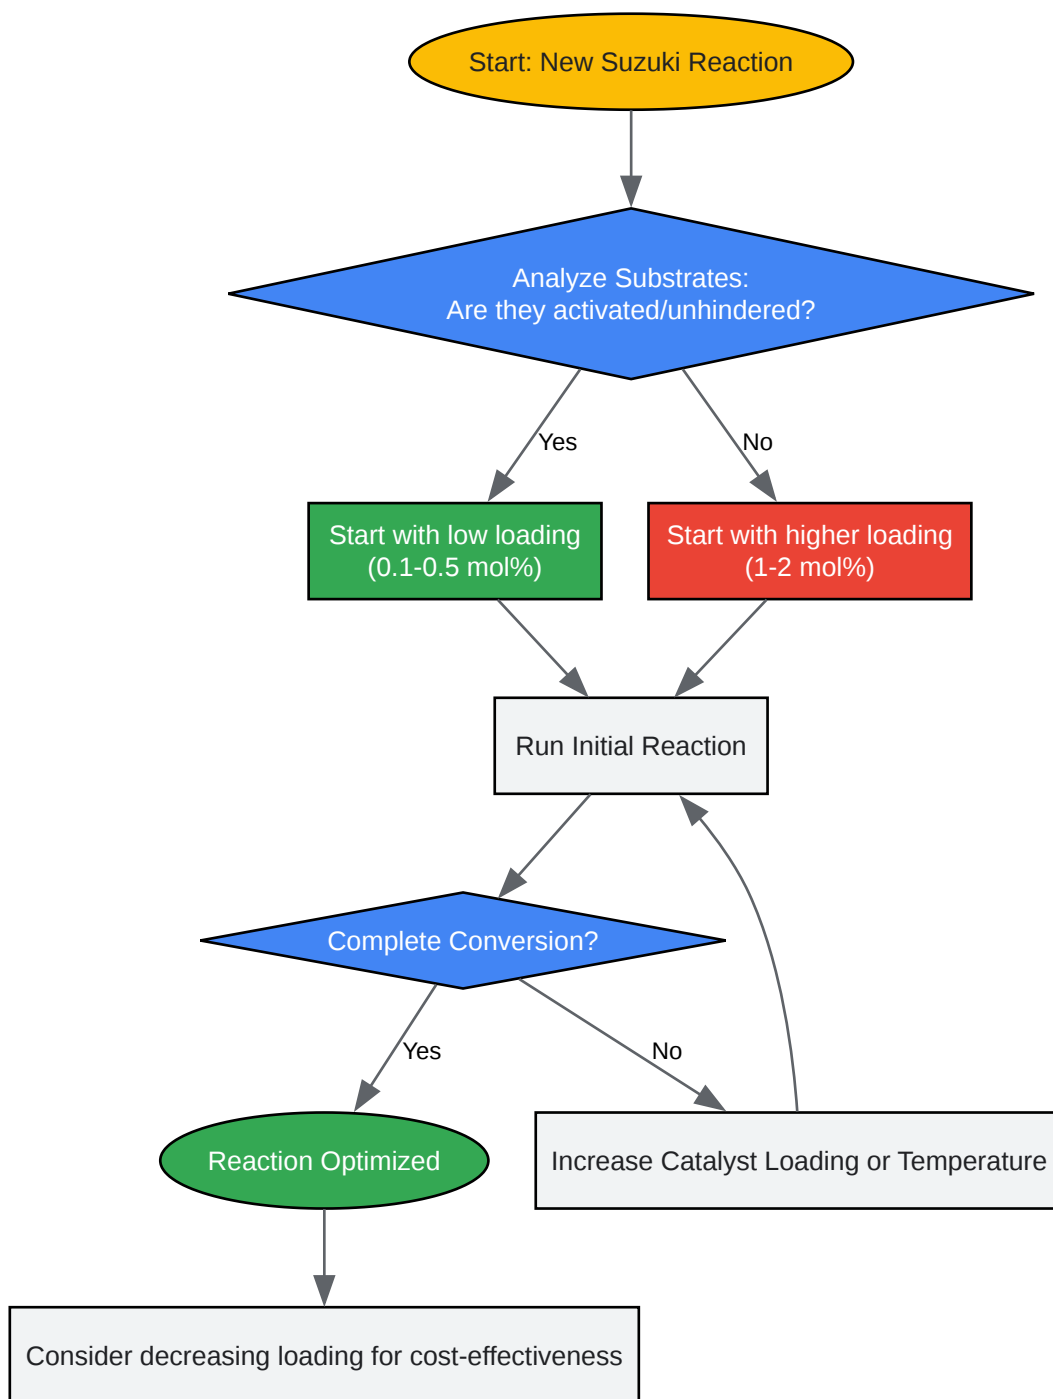 Start: New Suzuki Reaction
Analyze Substrates:
Are they activated/unhindered?
Yes
No
Start with low loading
(0.1-0.5 mol%)
Start with higher loading
(1-2 mol%)
Run Initial Reaction
Complete Conversion?
Yes
No
Reaction Optimized
Increase Catalyst Loading or Temperature
Consider decreasing loading for cost-effectiveness